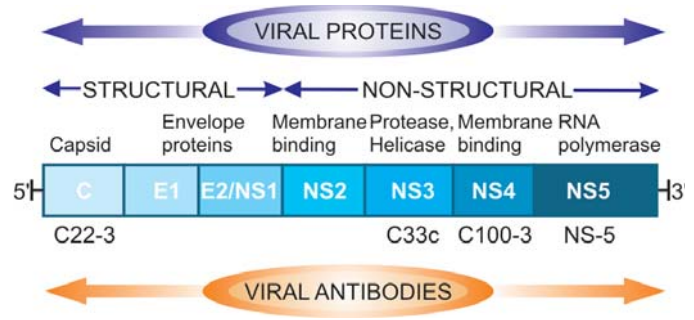 VIRAL PROTEINS
STRUCTURAL NON-STRUCTURAL
Capsid Envelope proteins Membrane binding Protease, Helicase Membrane binding RNA polymerase
5' C E1 E2/NS1 NS2 NS3 NS4 NS5 3'
C22-3 C33c C100-3 NS-5
VIRAL ANTIBODIES